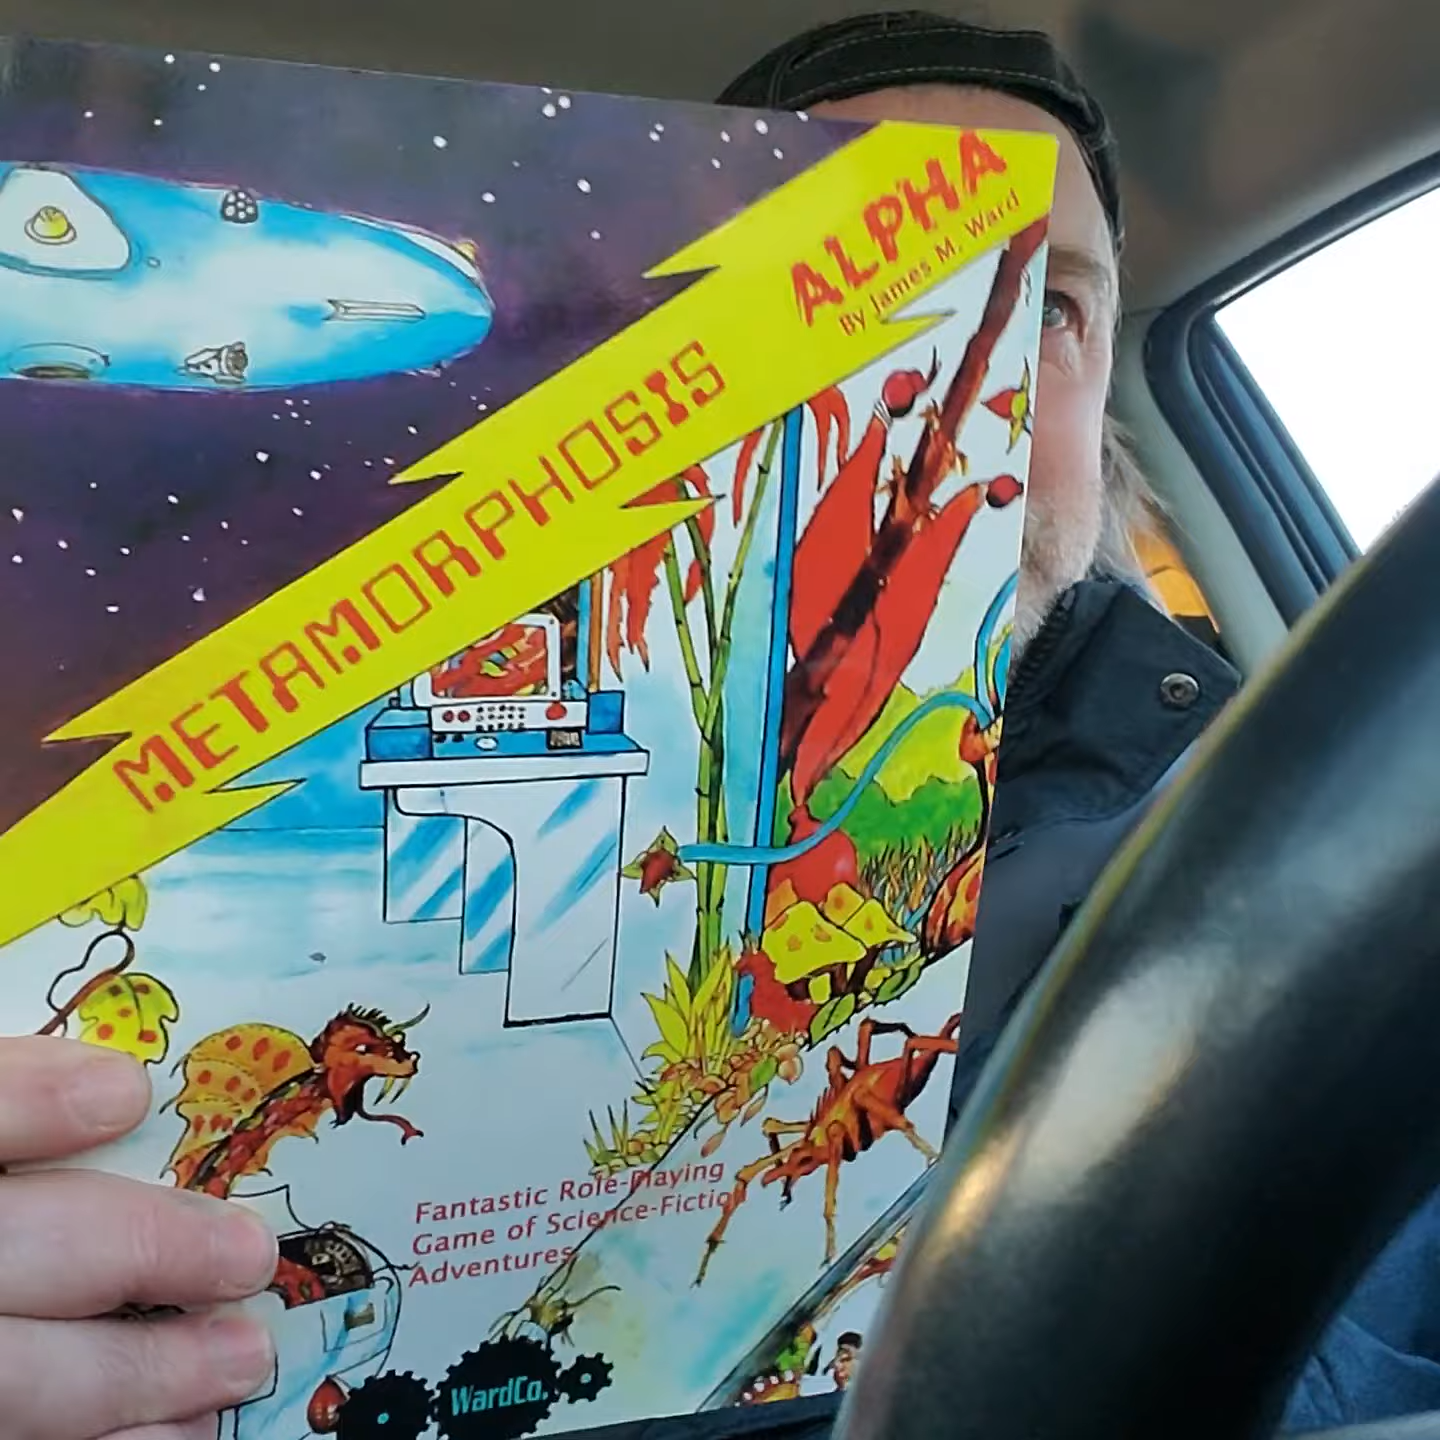 METAMORPHOSIS
ALPHA
By James M. Ward
Fantastic Role-Playing
Game of Science-Fiction
Adventures
WardCo.